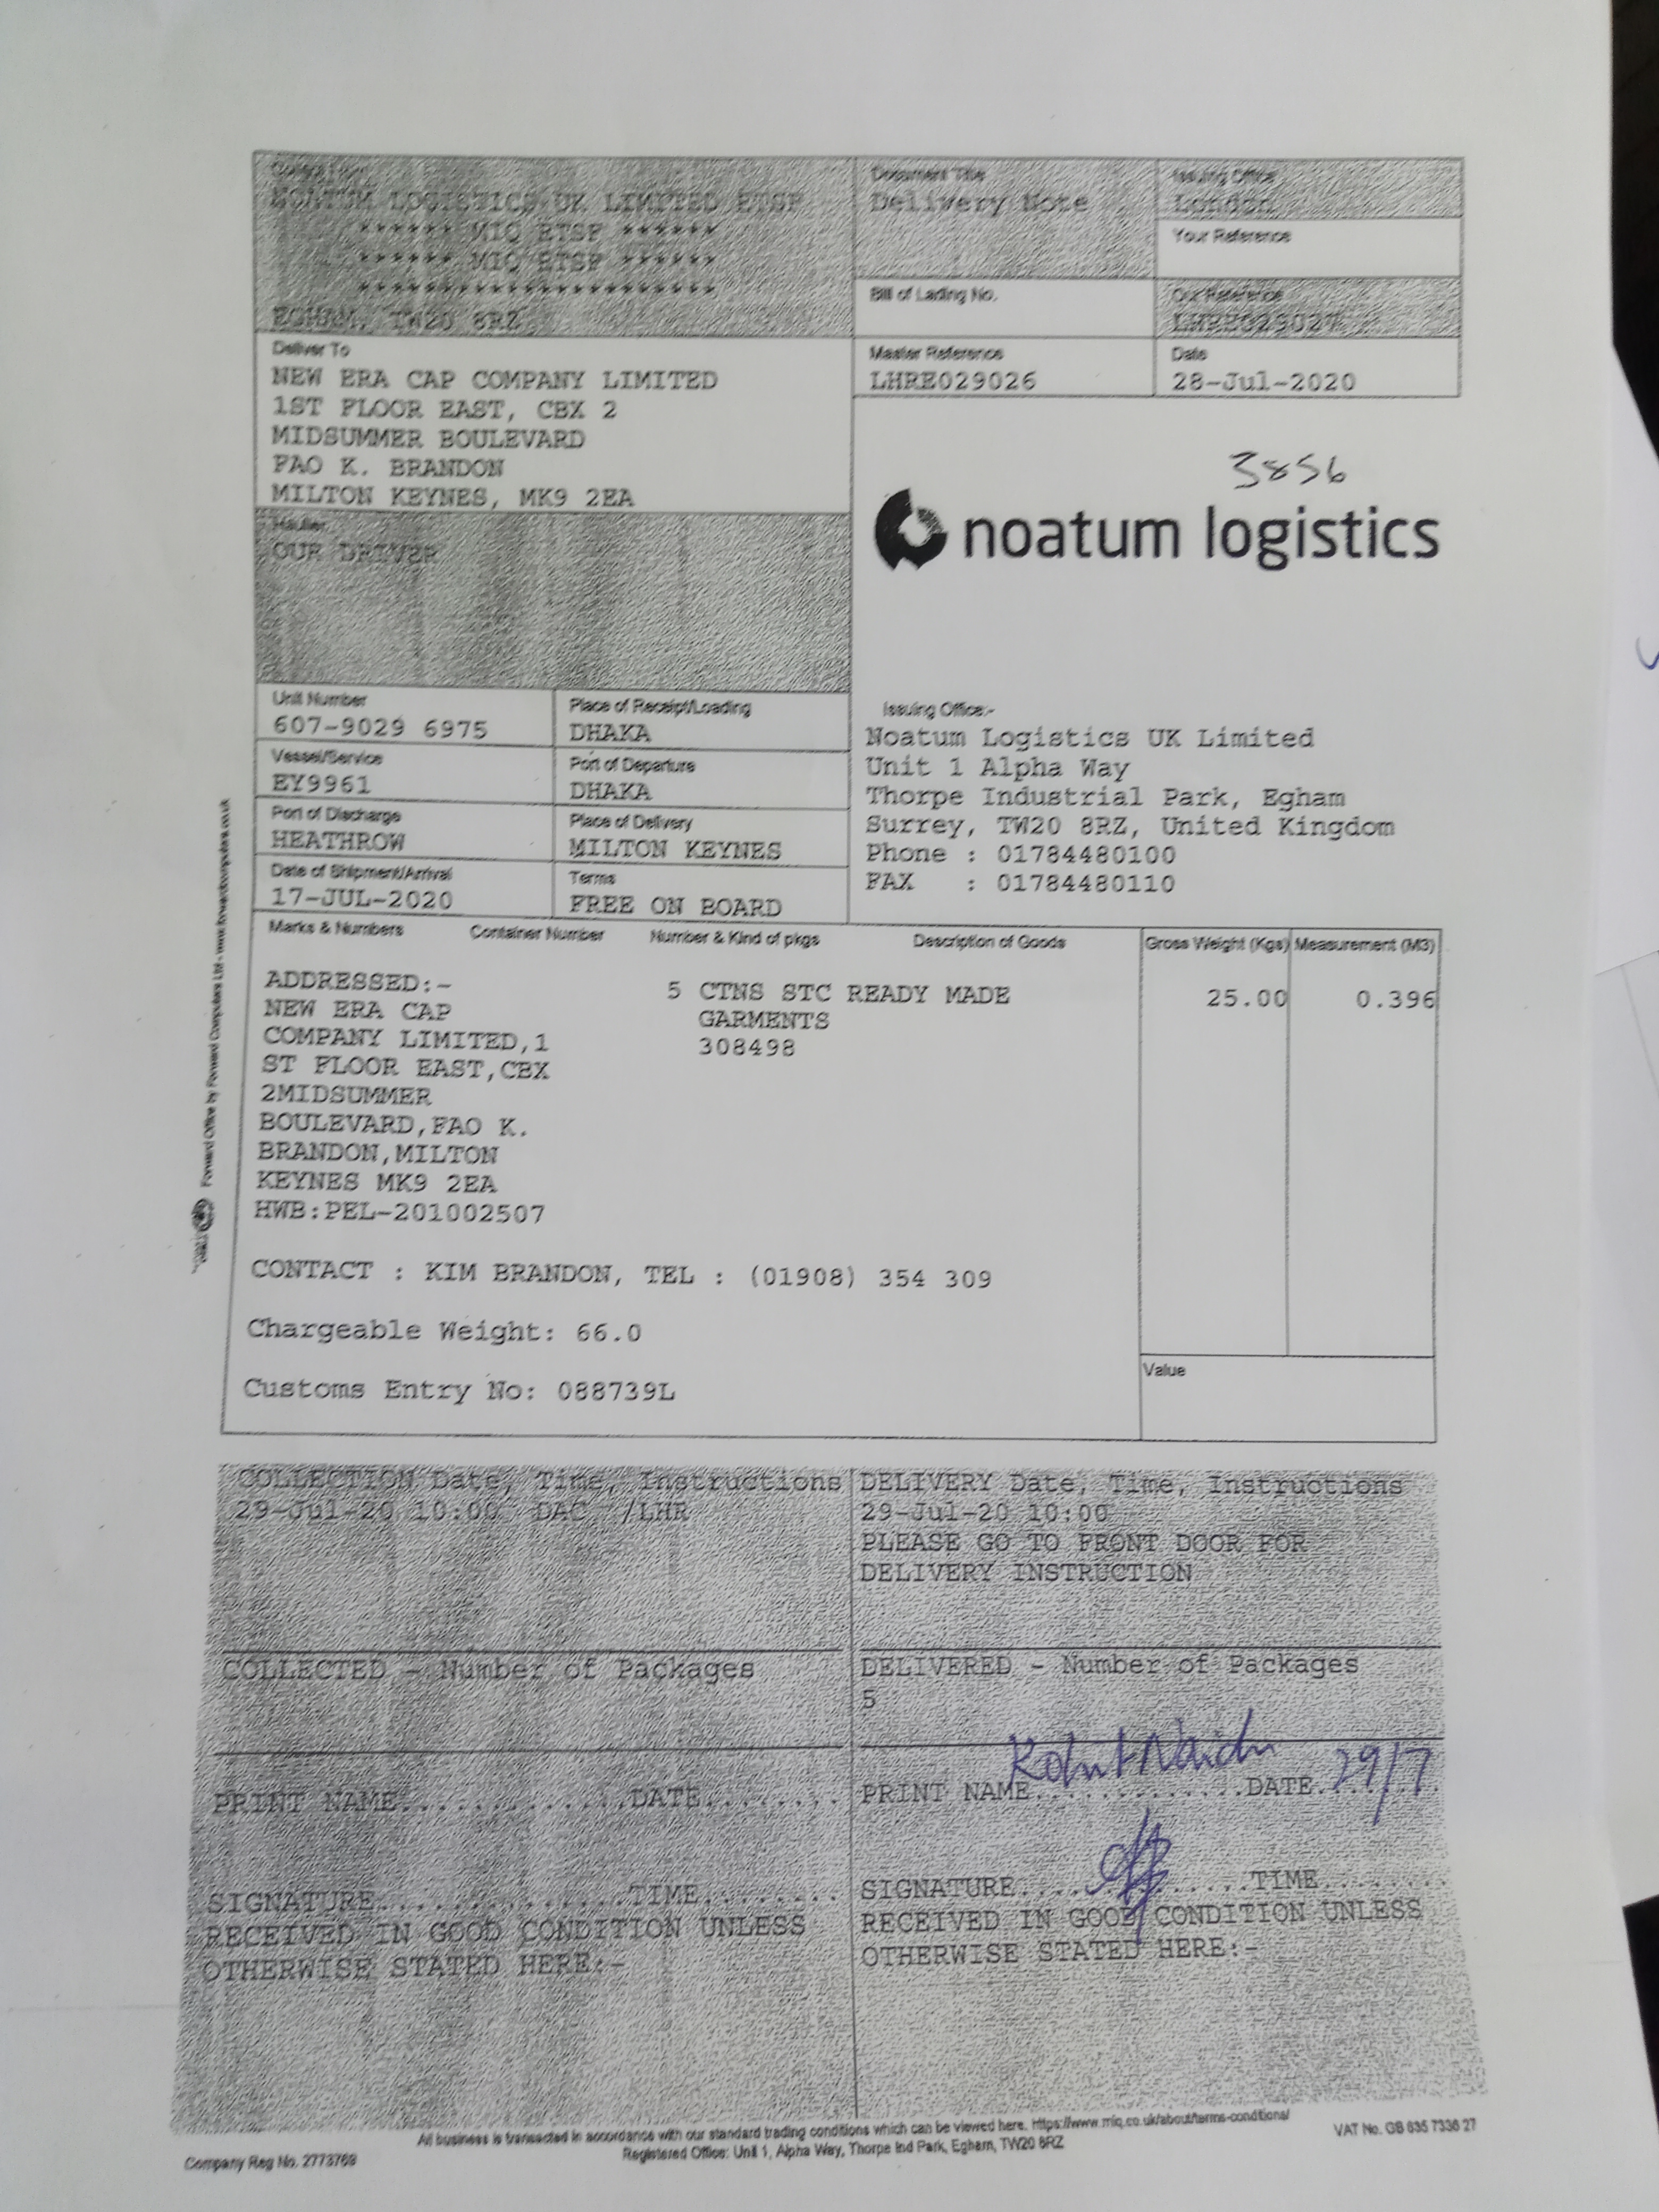 NOATUM LOGISTICS UK LIMITED ETSF
****** MIQ ETSF ******
****** MIQ ETSF ******
**********************
EGHAM, TW20 8RZ
Document Title
Delivery Note
Issuing Office
London
Your Reference
Bill of Lading No.
Our Reference
LHRE029027
Deliver To
NEW ERA CAP COMPANY LIMITED
1ST FLOOR EAST, CBX 2
MIDSUMMER BOULEVARD
FAO K. BRANDON
MILTON KEYNES, MK9 2EA
Master Reference
LHRE029026
Date
28-Jul-2020
3856
noatum logistics
Haulier
OUR DRIVER
Unit Number
607-9029 6975
Place of Receipt/Loading
DHAKA
Vessel/Service
EY9961
Port of Departure
DHAKA
Port of Discharge
HEATHROW
Place of Delivery
MILTON KEYNES
Date of Shipment/Arrival
17-JUL-2020
Terms
FREE ON BOARD
Issuing Office:-
Noatum Logistics UK Limited
Unit 1 Alpha Way
Thorpe Industrial Park, Egham
Surrey, TW20 8RZ, United Kingdom
Phone : 01784480100
FAX : 01784480110
Marks & Numbers Container Number Number & Kind of pkgs Description of Goods Gross Weight (Kgs) Measurement (M3)
ADDRESSED:-
NEW ERA CAP
COMPANY LIMITED,1
ST FLOOR EAST,CBX
2MIDSUMMER
BOULEVARD,FAO K.
BRANDON,MILTON
KEYNES MK9 2EA
HWB:PEL-201002507
5 CTNS STC READY MADE
GARMENTS
308498
25.00
0.396
CONTACT : KIM BRANDON, TEL : (01908) 354 309
Chargeable Weight: 66.0
Customs Entry No: 088739L
Value
Forward Office by Forward Computers Ltd - www.forwardcomputers.co.uk
COLLECTION Date, Time, Instructions
29-Jul-20 10:00 DAC /LHR
COLLECTED - Number of Packages
PRINT NAME.............DATE........
SIGNATURE................TIME.........
RECEIVED IN GOOD CONDITION UNLESS
OTHERWISE STATED HERE:-
DELIVERY Date, Time, Instructions
29-Jul-20 10:00
PLEASE GO TO FRONT DOOR FOR
DELIVERY INSTRUCTION
DELIVERED - Number of Packages
5
PRINT NAME Rohit Naidu DATE 29/7
SIGNATURE................TIME.........
RECEIVED IN GOOD CONDITION UNLESS
OTHERWISE STATED HERE:-
All business is transacted in accordance with our standard trading conditions which can be viewed here. https://www.miq.co.uk/about/terms-conditions/
Registered Office: Unit 1, Alpha Way, Thorpe Ind Park, Egham, TW20 8RZ
Company Reg No. 2773769
VAT No. GB 835 7336 27